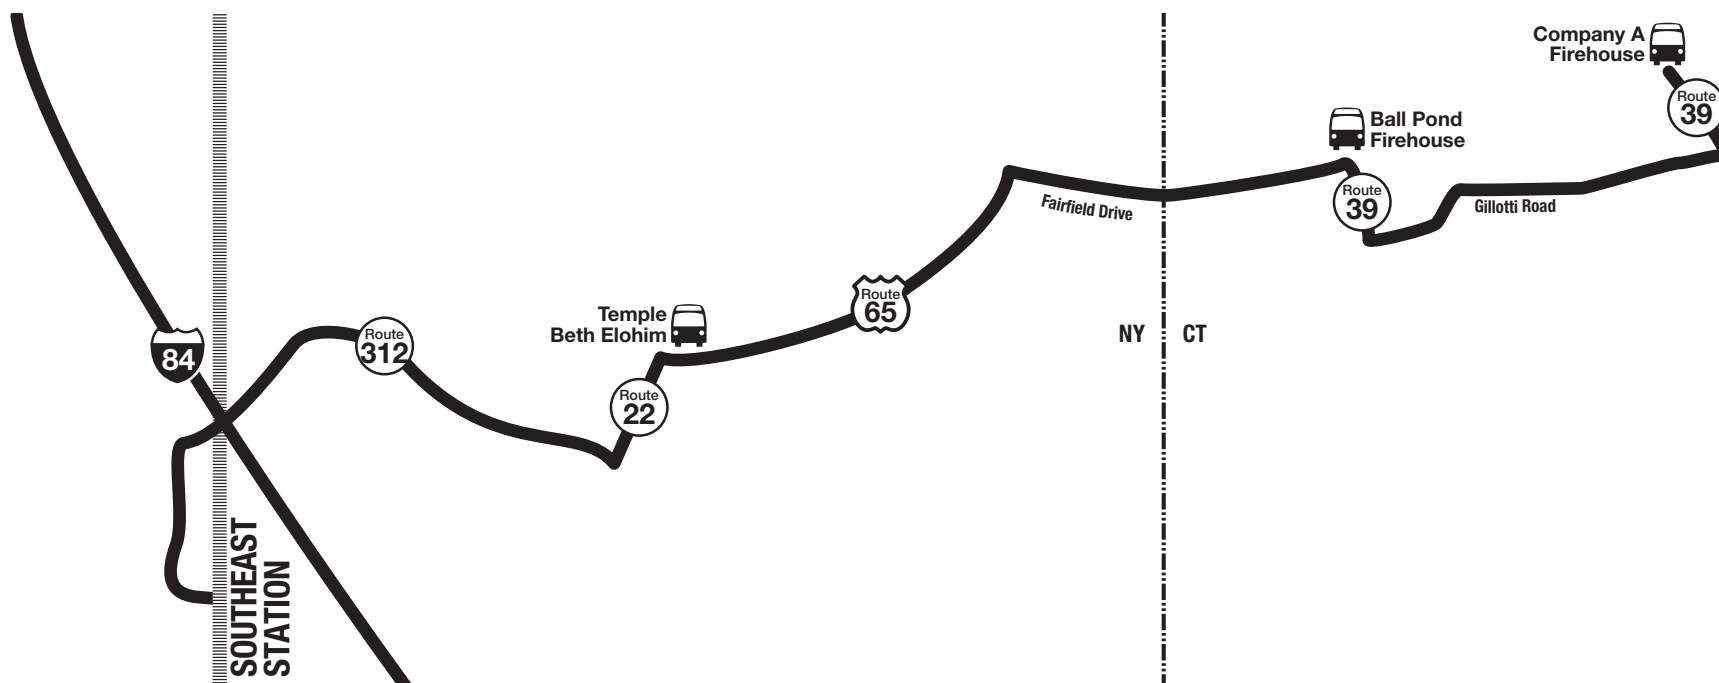 Company A
Firehouse
Route
39
Ball Pond
Firehouse
Route
39
Gillotti Road
Fairfield Drive
Route
65
Temple
Beth Elohim
NY
CT
Route
312
84
Route
22
SOUTHEAST
STATION